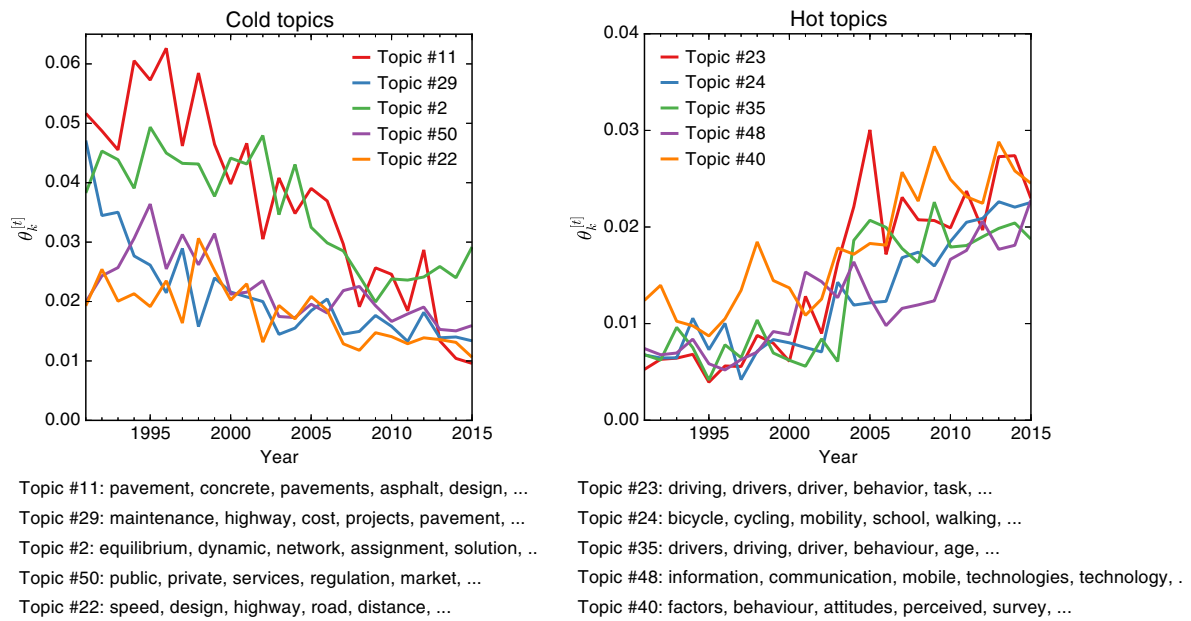 Cold topics
Topic #11
Topic #29
Topic #2
Topic #50
Topic #22
0.06
0.05
0.04
0.03
0.02
0.01
0.00
θ_k^[t]
1995 2000 2005 2010 2015
Year
Topic #11: pavement, concrete, pavements, asphalt, design, ...
Topic #29: maintenance, highway, cost, projects, pavement, ...
Topic #2: equilibrium, dynamic, network, assignment, solution, ..
Topic #50: public, private, services, regulation, market, ...
Topic #22: speed, design, highway, road, distance, ...
Hot topics
Topic #23
Topic #24
Topic #35
Topic #48
Topic #40
0.04
0.03
0.02
0.01
0.00
θ_k^[t]
1995 2000 2005 2010 2015
Year
Topic #23: driving, drivers, driver, behavior, task, ...
Topic #24: bicycle, cycling, mobility, school, walking, ...
Topic #35: drivers, driving, driver, behaviour, age, ...
Topic #48: information, communication, mobile, technologies, technology, .
Topic #40: factors, behaviour, attitudes, perceived, survey, ...